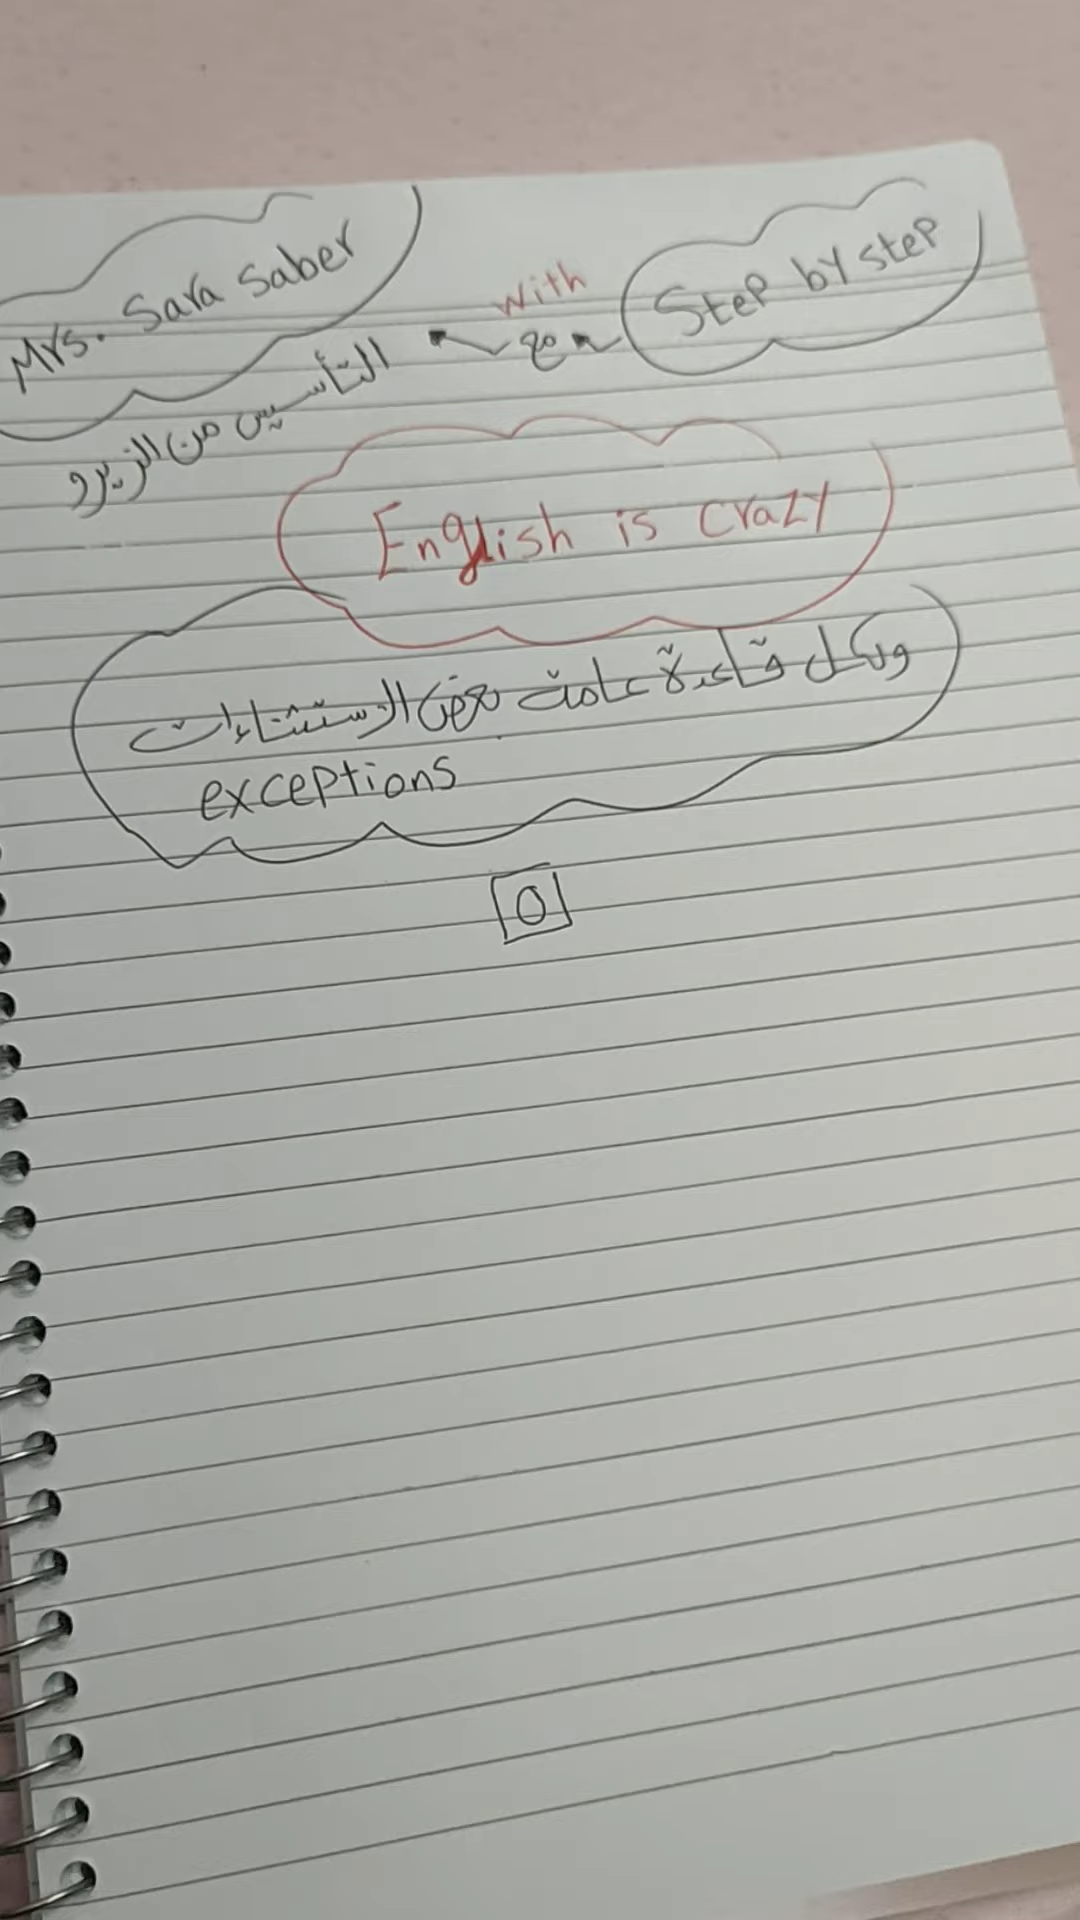 Mrs. Sara Saber
with
Step by step
مع
التأسيس من الزيرو
English is crazy
ولكل قاعدة عامة بعض الاستثناءات
exceptions
O